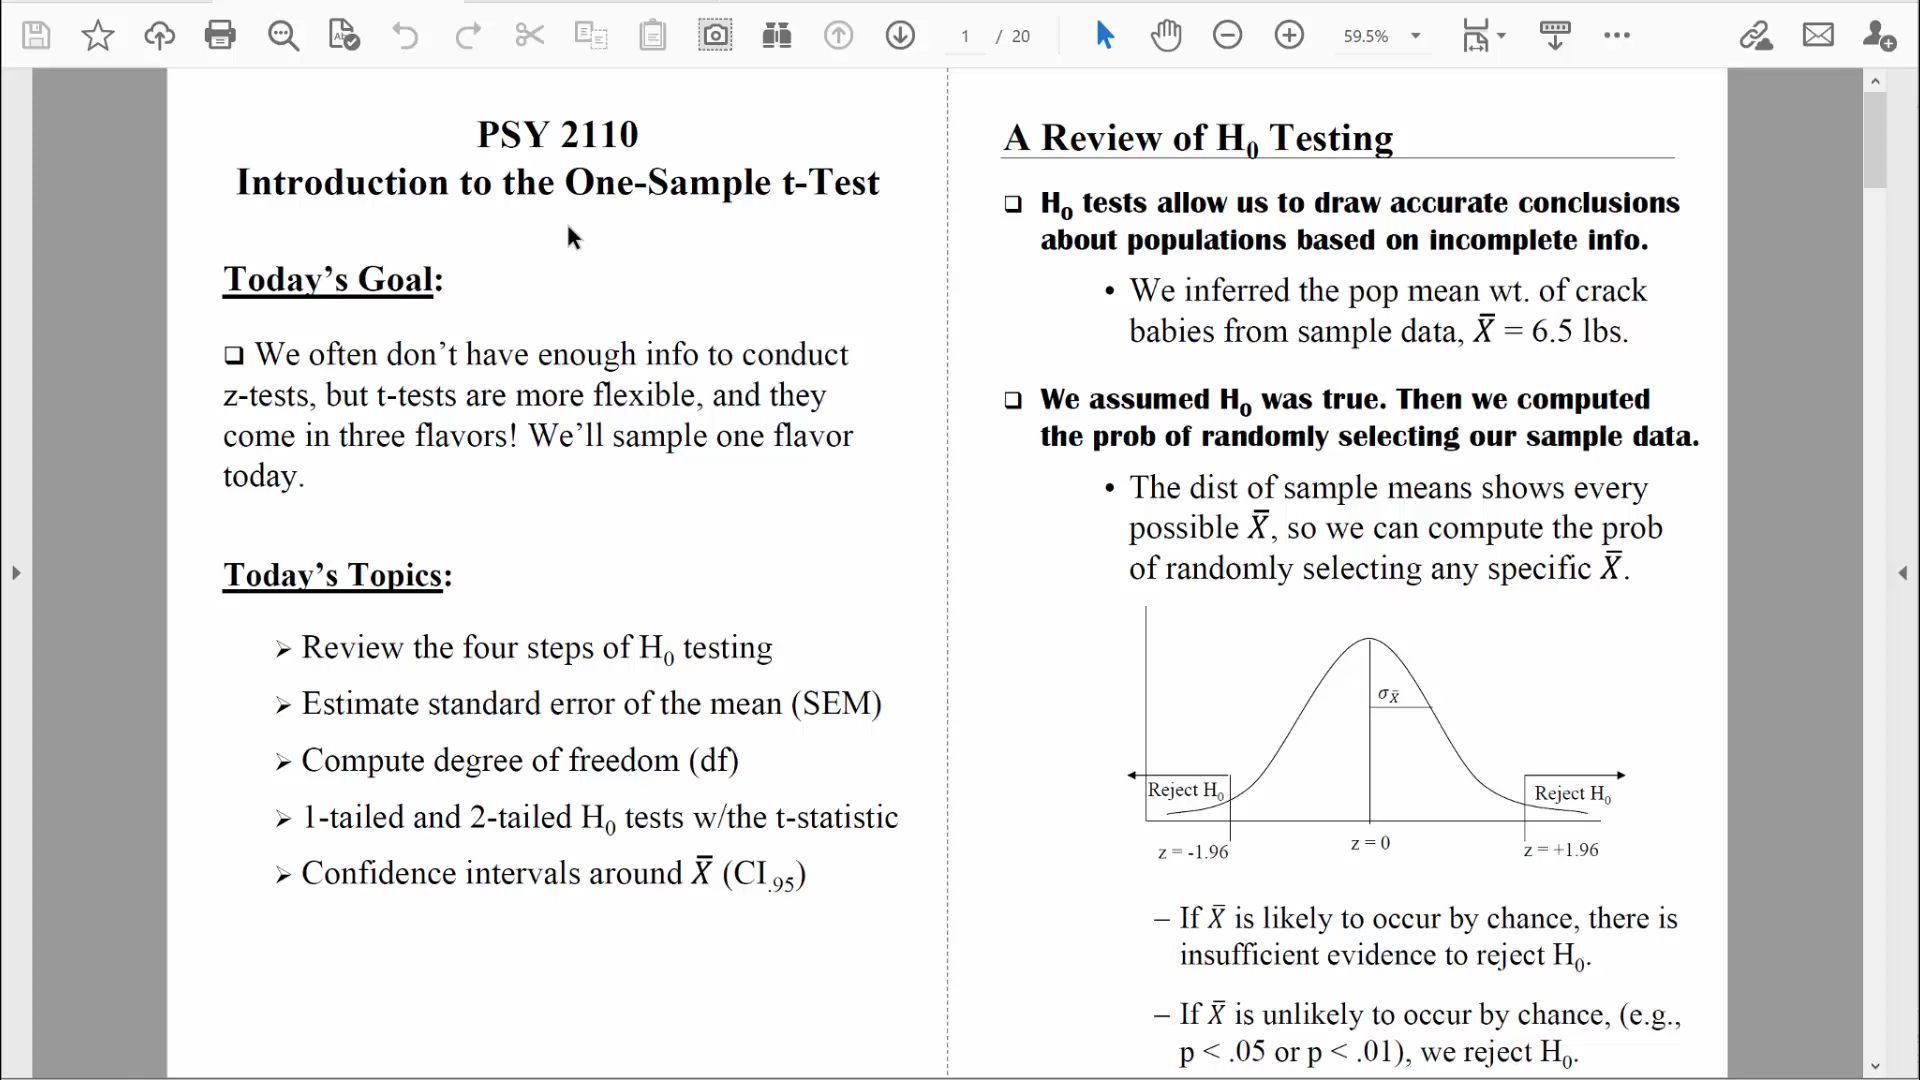 1 / 20
59.5%
PSY 2110
Introduction to the One-Sample t-Test
Today’s Goal:
❑ We often don’t have enough info to conduct
z-tests, but t-tests are more flexible, and they
come in three flavors! We’ll sample one flavor
today.
Today’s Topics:
➢ Review the four steps of H₀ testing
➢ Estimate standard error of the mean (SEM)
➢ Compute degree of freedom (df)
➢ 1-tailed and 2-tailed H₀ tests w/the t-statistic
➢ Confidence intervals around X̅ (CI.₉₅)
A Review of H₀ Testing
❑ H₀ tests allow us to draw accurate conclusions
about populations based on incomplete info.
• We inferred the pop mean wt. of crack
babies from sample data, X̅ = 6.5 lbs.
❑ We assumed H₀ was true. Then we computed
the prob of randomly selecting our sample data.
• The dist of sample means shows every
possible X̅, so we can compute the prob
of randomly selecting any specific X̅.
σX̅
Reject H₀
Reject H₀
z = -1.96
z = 0
z = +1.96
– If X̅ is likely to occur by chance, there is
insufficient evidence to reject H₀.
– If X̅ is unlikely to occur by chance, (e.g.,
p < .05 or p < .01), we reject H₀.